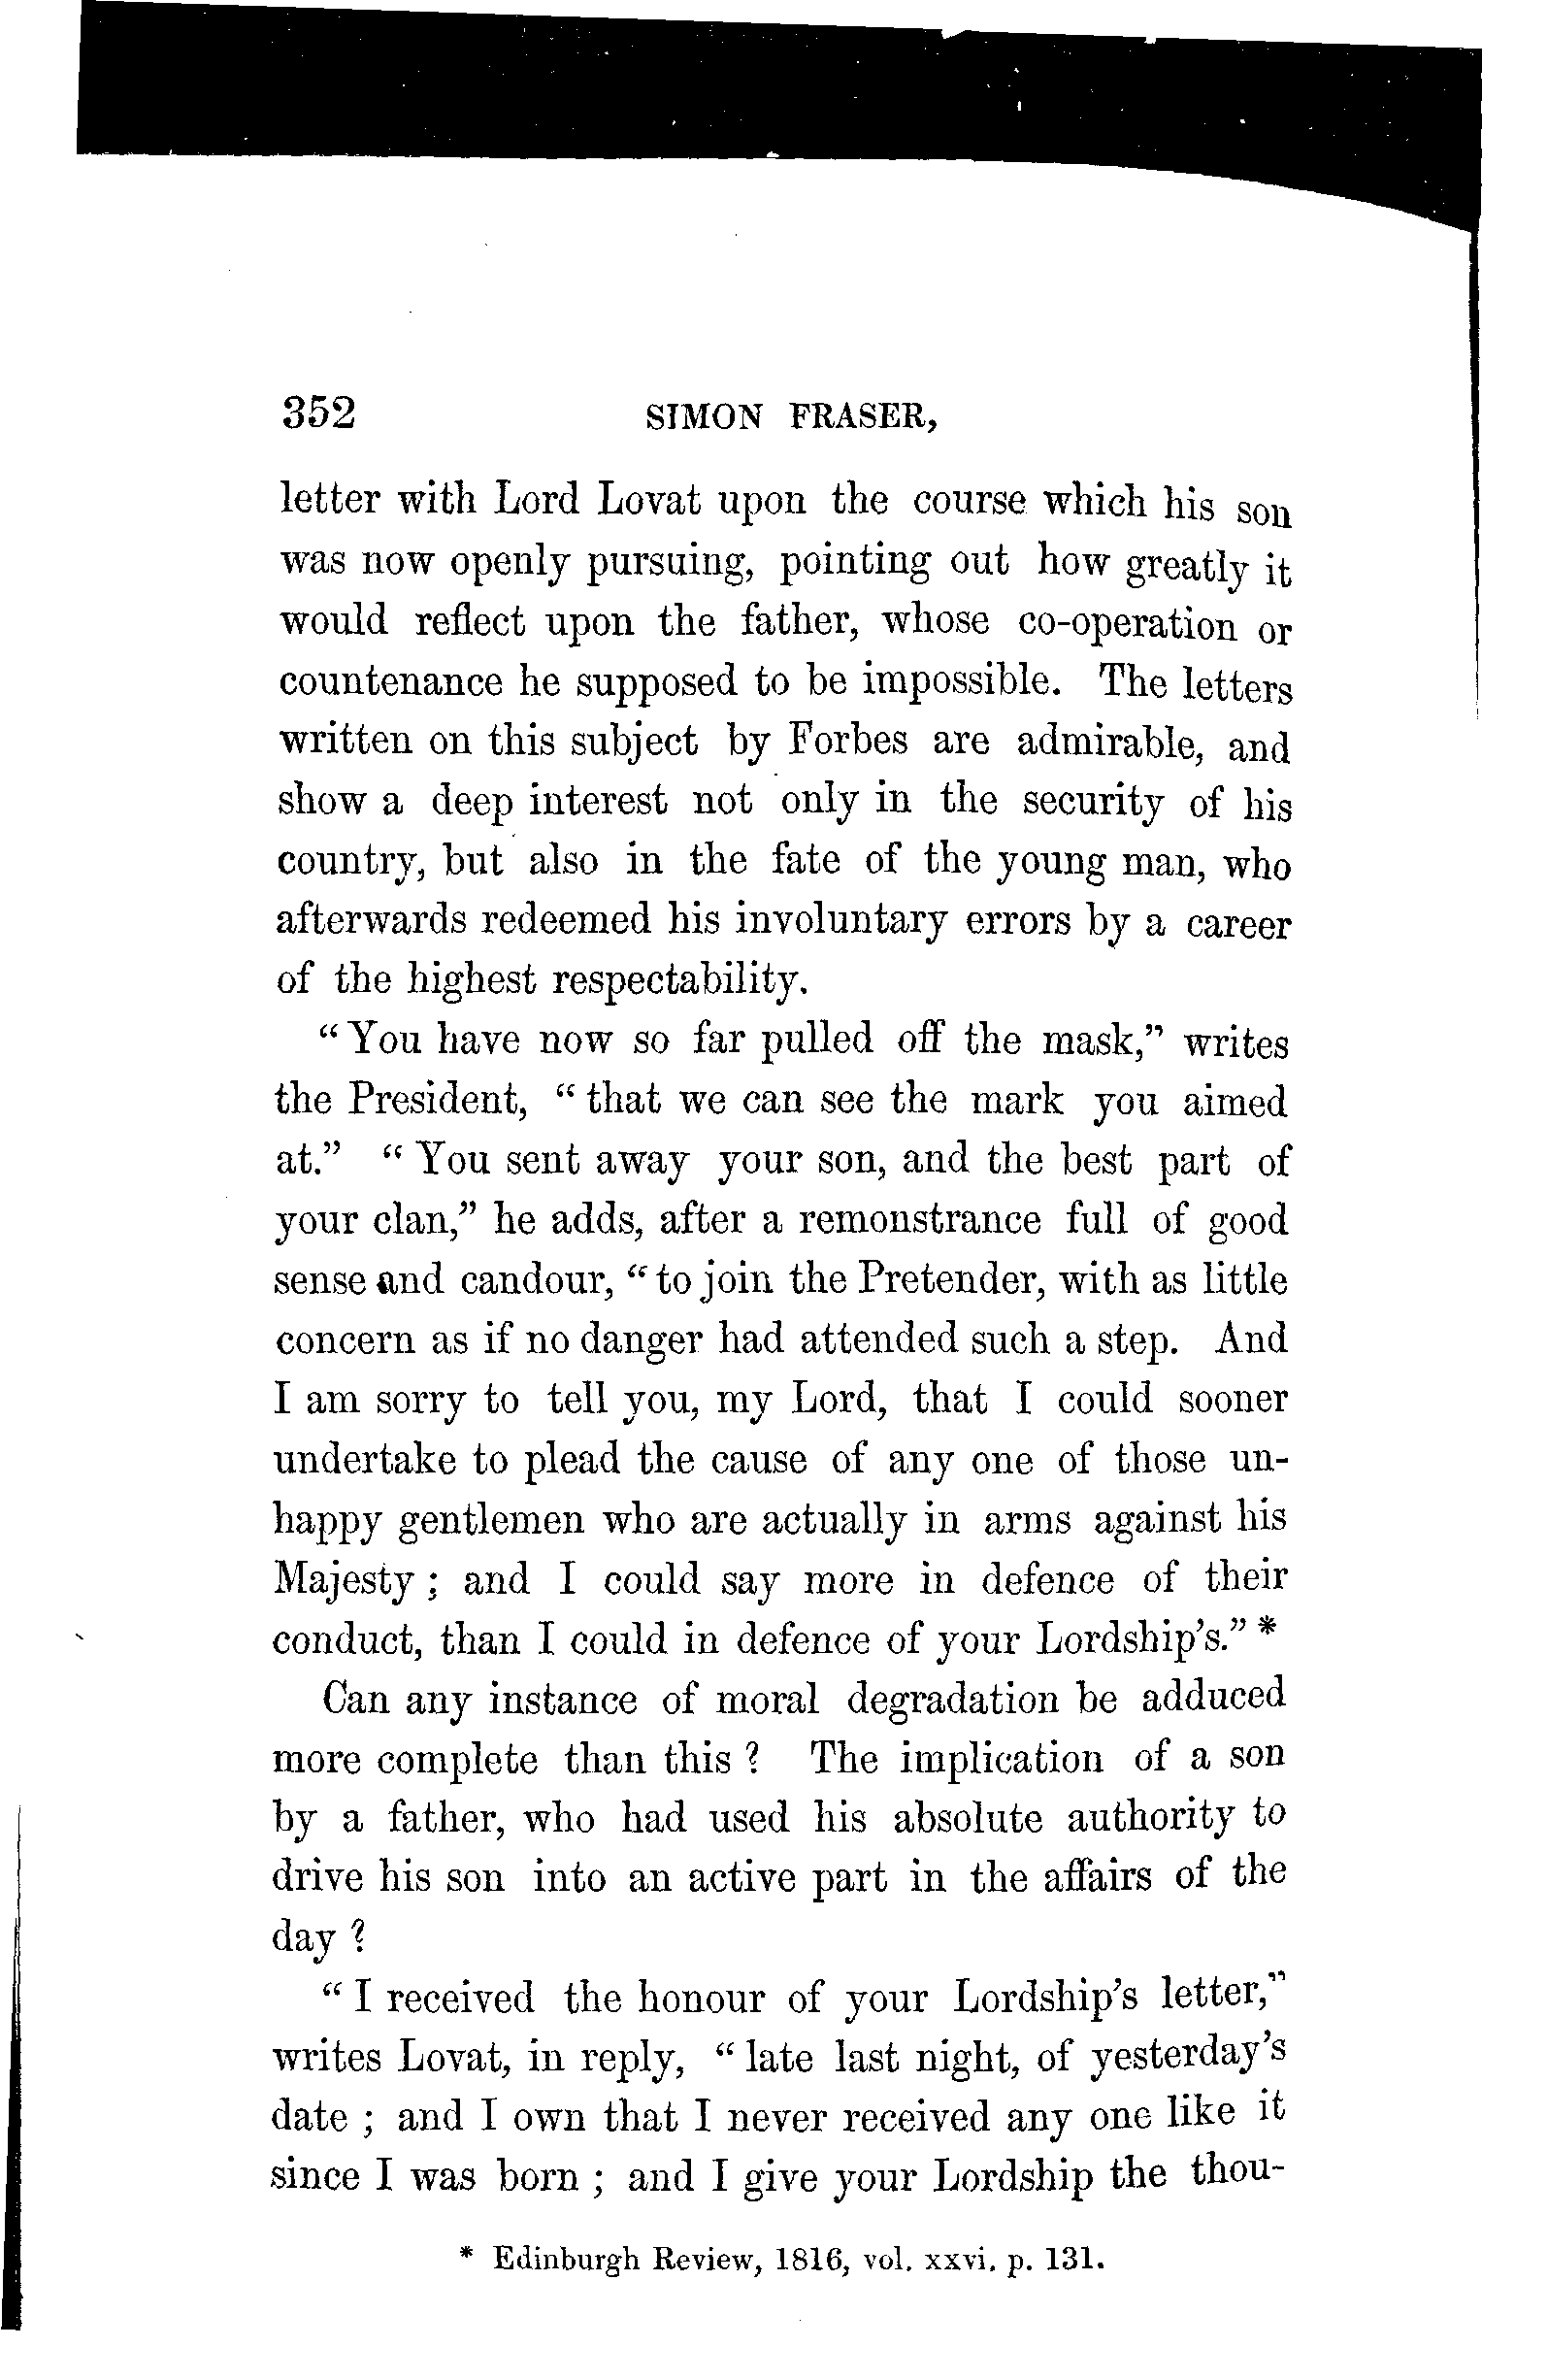 352 SIMON FRASER,
letter with Lord Lovat upon the course which his son
was now openly pursuing, pointing out how greatly it
would reflect upon the father, whose co-operation or
countenance he supposed to be impossible. The letters
written on this subject by Forbes are admirable, and
show a deep interest not only in the security of his
country, but also in the fate of the young man, who
afterwards redeemed his involuntary errors by a career
of the highest respectability.
“You have now so far pulled off the mask,” writes
the President, “that we can see the mark you aimed
at.” “You sent away your son, and the best part of
your clan,” he adds, after a remonstrance full of good
sense and candour, “to join the Pretender, with as little
concern as if no danger had attended such a step. And
I am sorry to tell you, my Lord, that I could sooner
undertake to plead the cause of any one of those un-
happy gentlemen who are actually in arms against his
Majesty; and I could say more in defence of their
conduct, than I could in defence of your Lordship's.” *
Can any instance of moral degradation be adduced
more complete than this? The implication of a son
by a father, who had used his absolute authority to
drive his son into an active part in the affairs of the
day?
“I received the honour of your Lordship's letter,”
writes Lovat, in reply, “late last night, of yesterday's
date; and I own that I never received any one like it
since I was born; and I give your Lordship the thou-
* Edinburgh Review, 1816, vol. xxvi. p. 131.